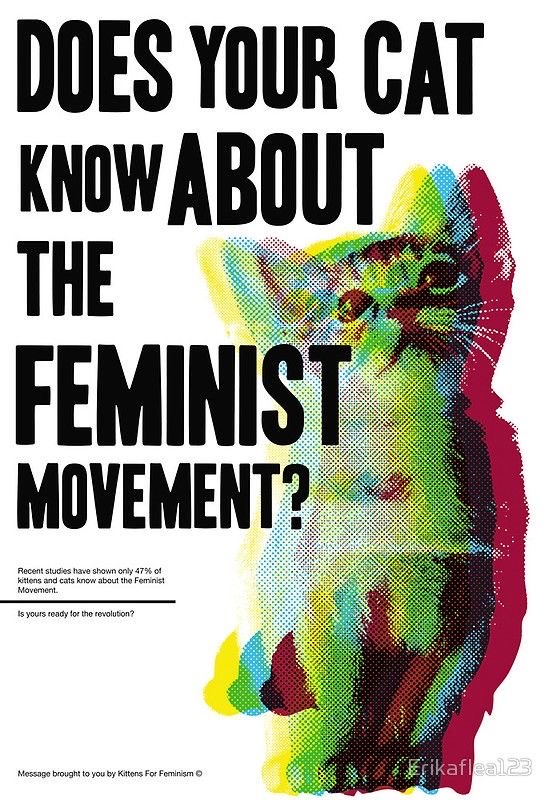 DOES YOUR CAT
KNOW ABOUT
THE
FEMINIST
MOVEMENT?
Recent studies have shown only 47% of
kittens and cats know about the Feminist
Movement.
Is yours ready for the revolution?
Message brought to you by Kittens For Feminism ©
Erikaflea123